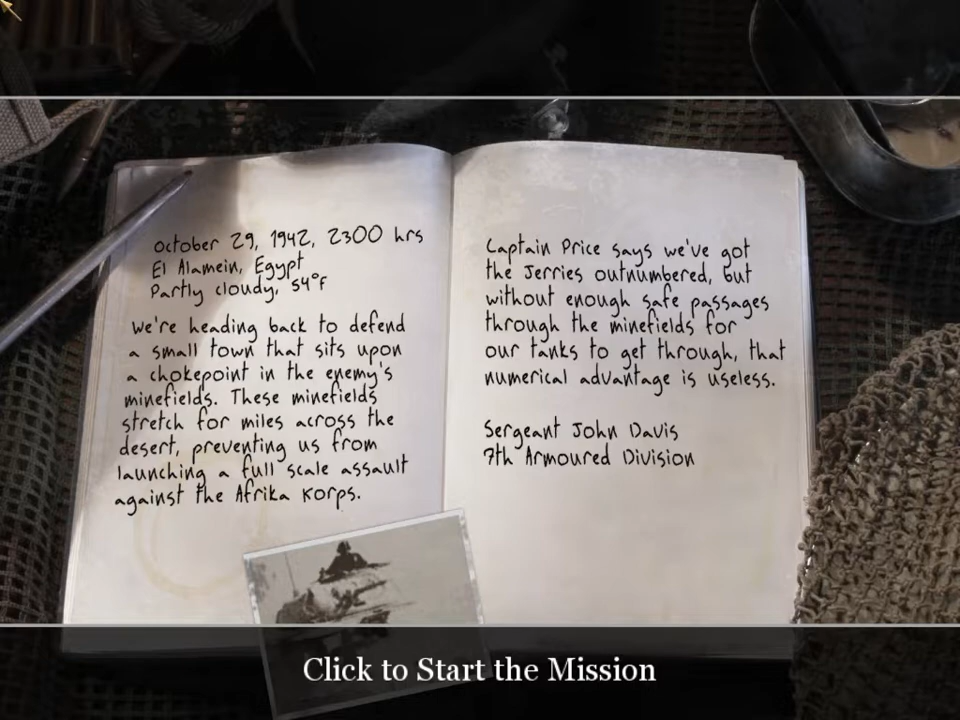 October 29, 1942, 2300 hrs
El Alamein, Egypt
Partly cloudy, 54°F
We're heading back to defend
a small town that sits upon
a chokepoint in the enemy's
minefields. These minefields
stretch for miles across the
desert, preventing us from
launching a full scale assault
against the Afrika Korps.
Captain Price says we've got
the Jerries outnumbered, but
without enough safe passages
through the minefields for
our tanks to get through, that
numerical advantage is useless.
Sergeant John Davis
7th Armoured Division
Click to Start the Mission